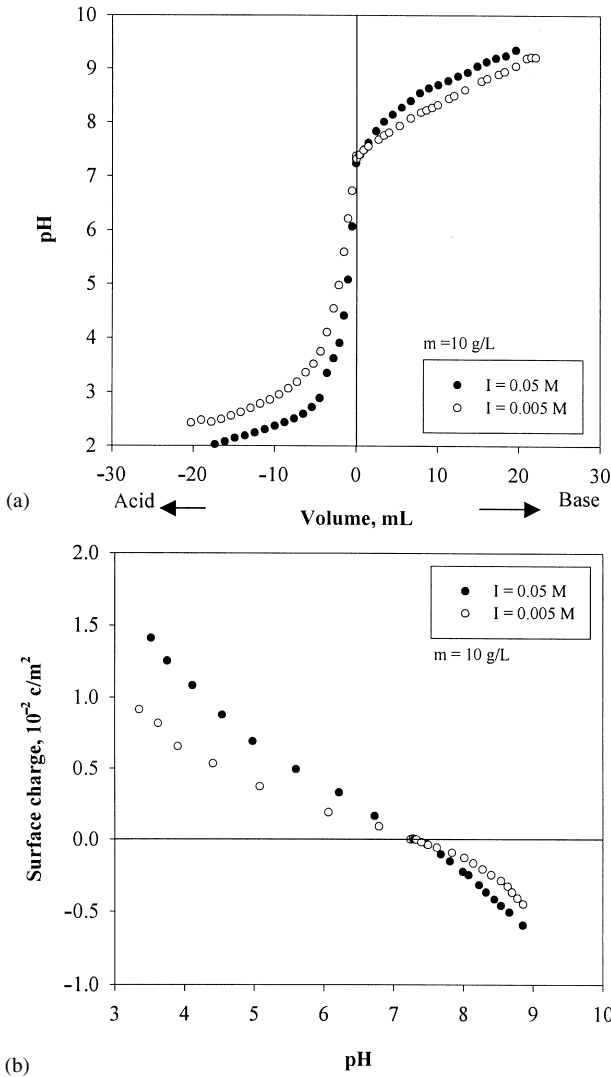 10
9
8
7
6
5
4
3
2
pH
m =10 g/L
● I = 0.05 M
○ I = 0.005 M
-30 -20 -10 0 10 20 30
(a) Acid Volume, mL Base
2.0
1.5
1.0
0.5
0.0
-0.5
-1.0
Surface charge, 10⁻² c/m²
● I = 0.05 M
○ I = 0.005 M
m = 10 g/L
3 4 5 6 7 8 9 10
pH
(b)